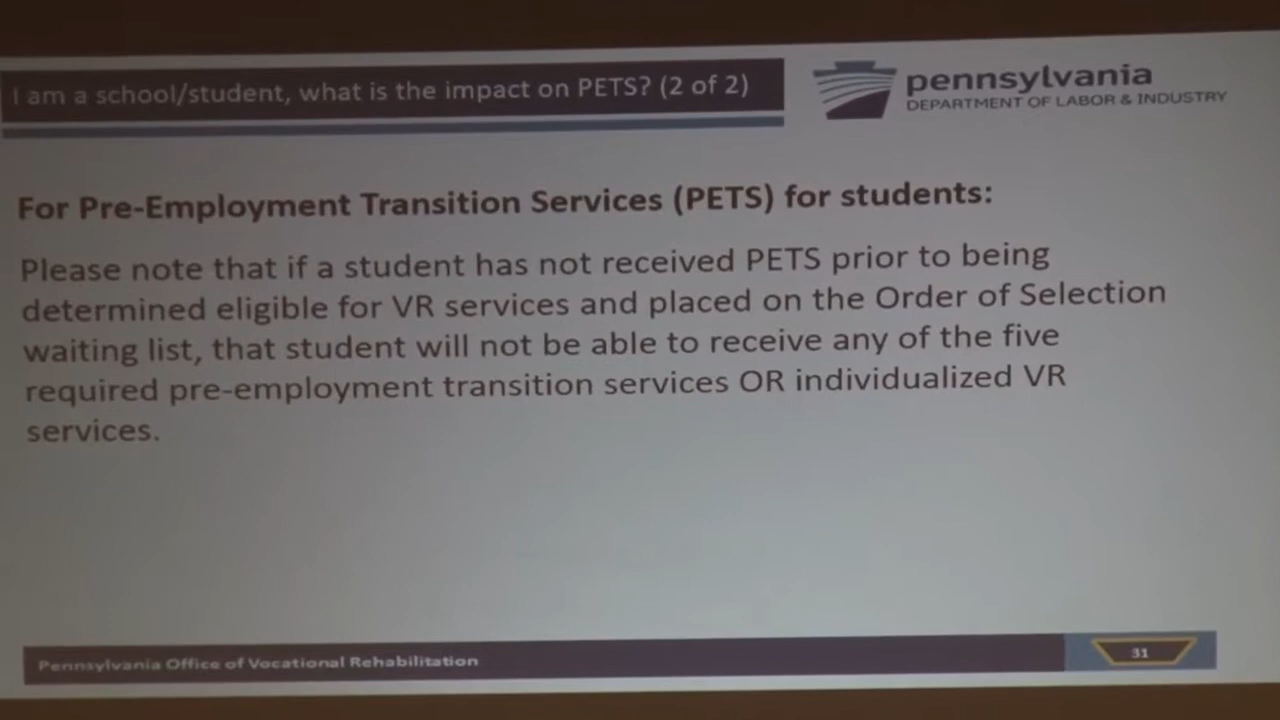 I am a school/student, what is the impact on PETS? (2 of 2)
pennsylvania
DEPARTMENT OF LABOR & INDUSTRY
For Pre-Employment Transition Services (PETS) for students:
Please note that if a student has not received PETS prior to being
determined eligible for VR services and placed on the Order of Selection
waiting list, that student will not be able to receive any of the five
required pre-employment transition services OR individualized VR
services.
Pennsylvania Office of Vocational Rehabilitation
31